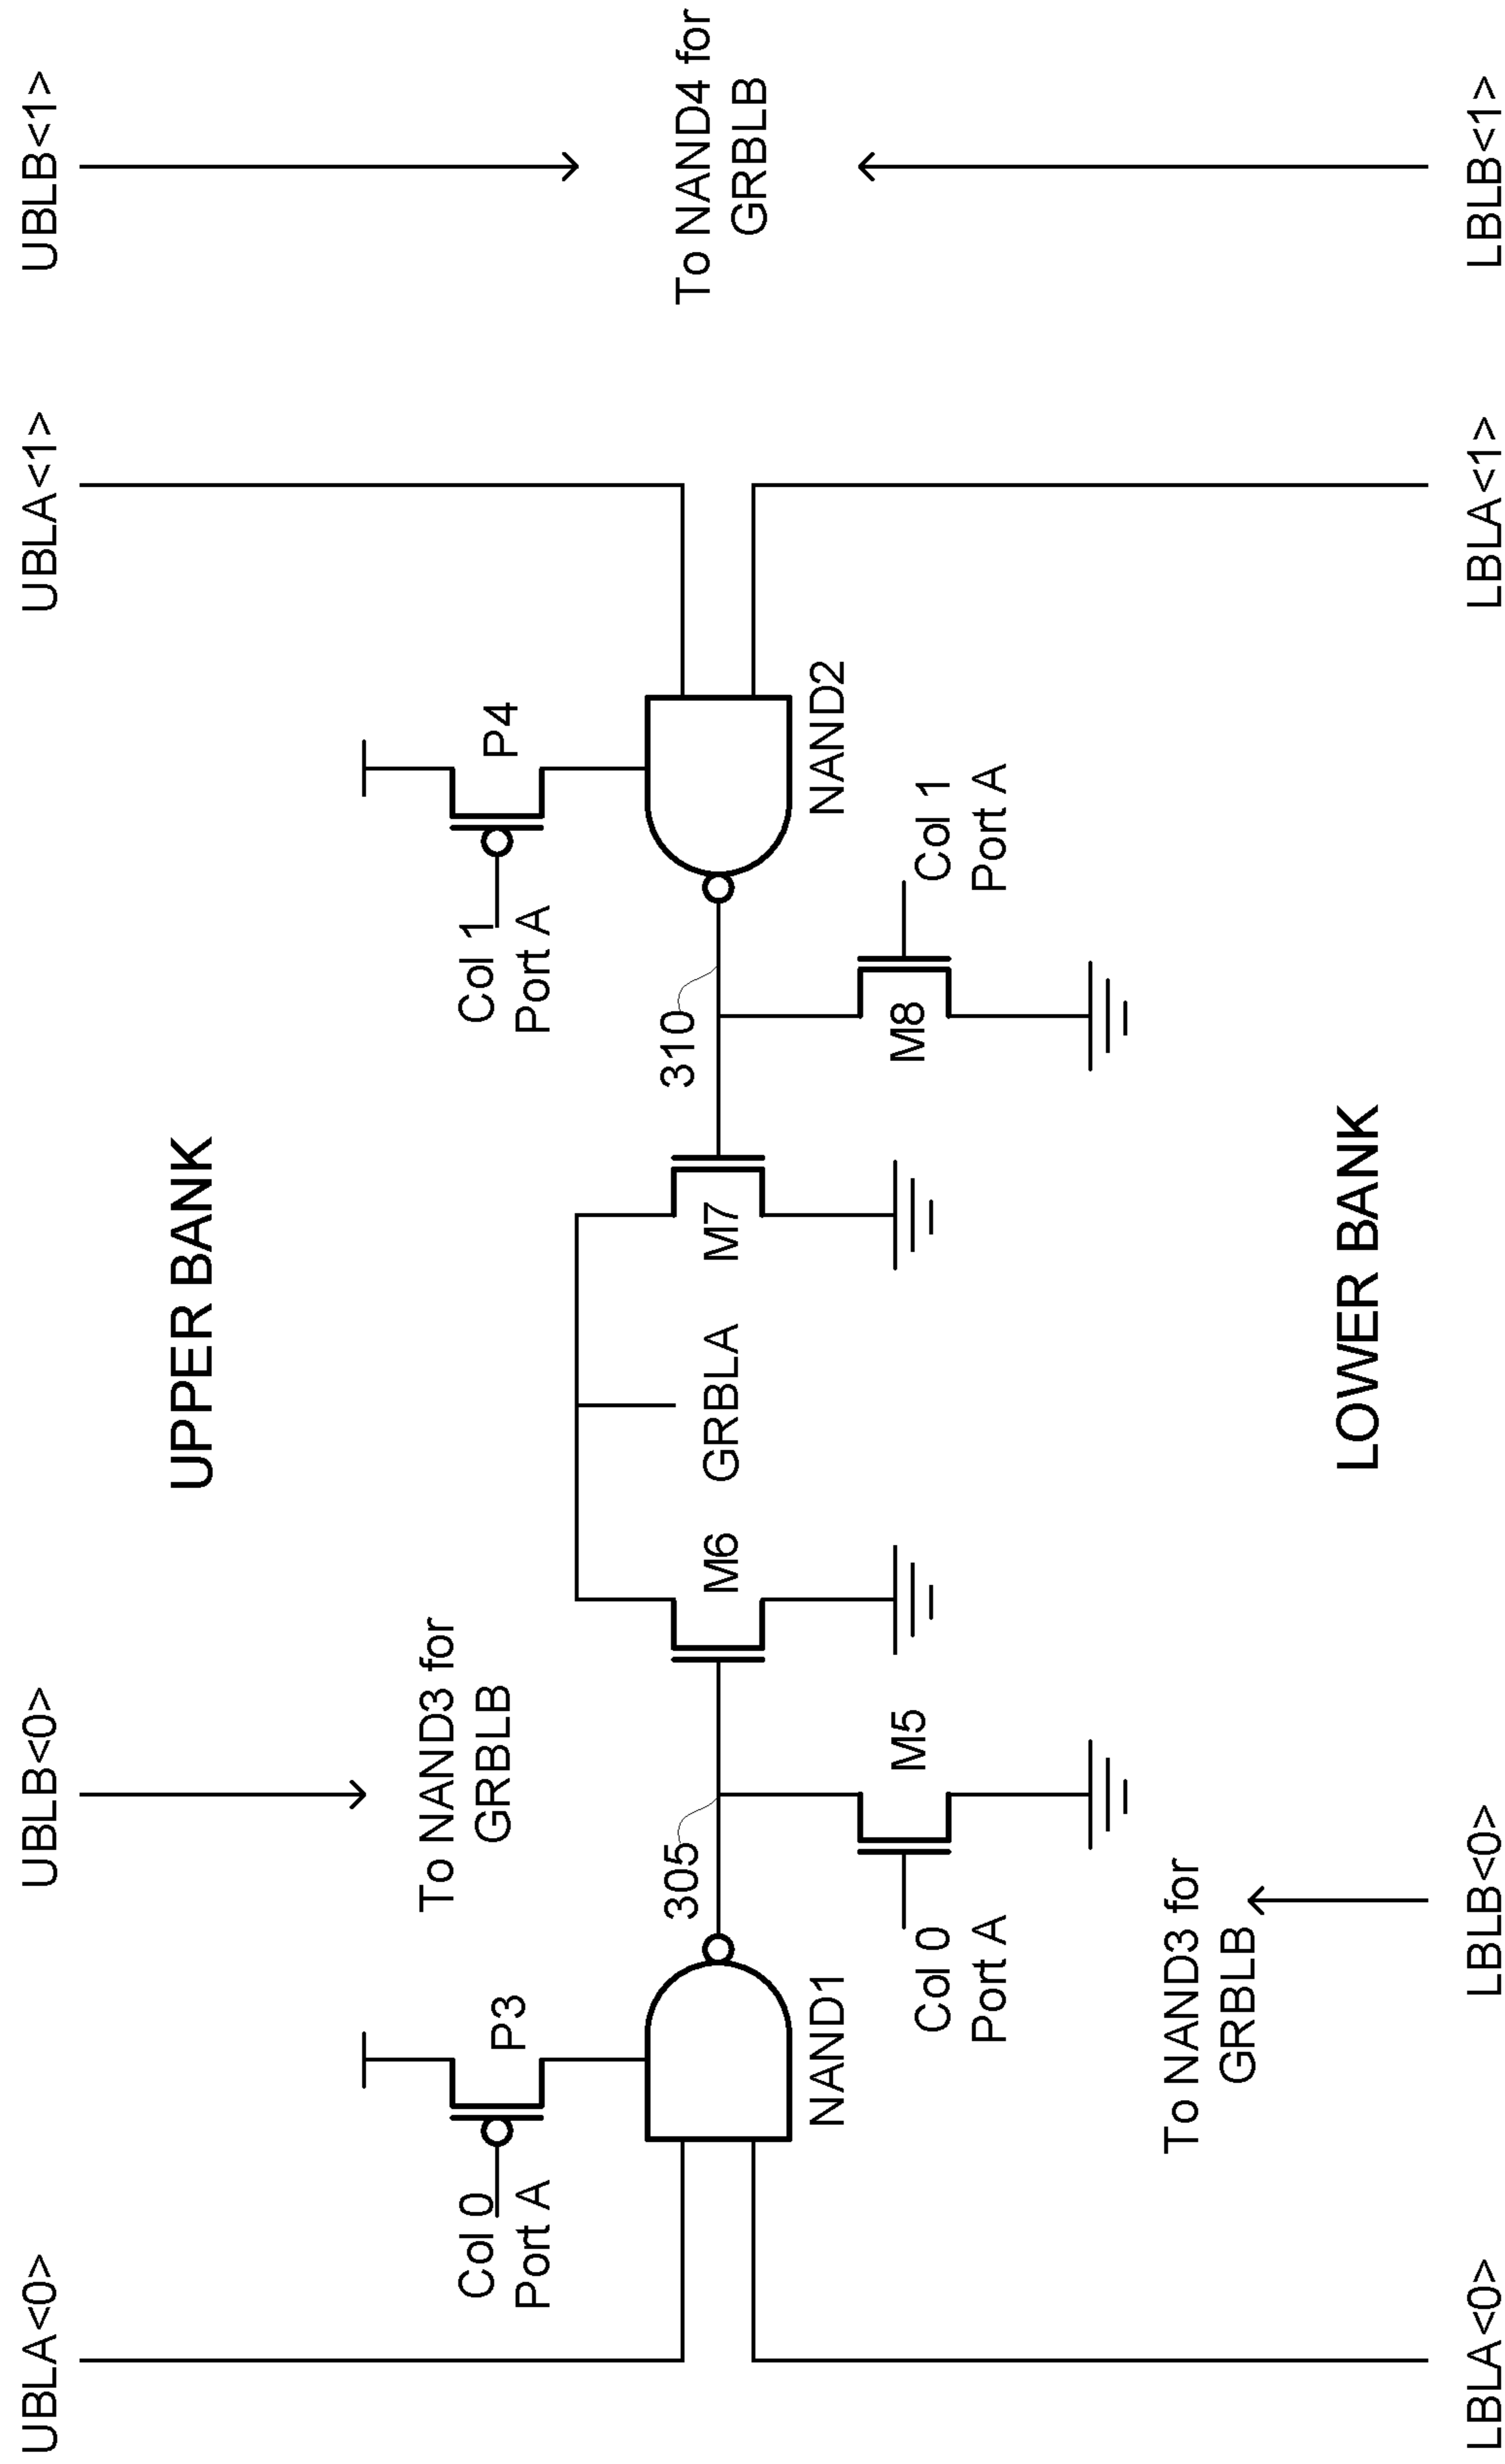 UBLA<0>
UBLB<0>
UBLA<1>
UBLB<1>
UPPER BANK
To NAND3 for
GRBLB
Col 0
Port A
P3
Col 1
Port A
P4
305
M6
GRBLA
M7
310
To NAND4 for
GRBLB
NAND1
NAND2
Col 0
Port A
M5
M8
Col 1
Port A
To NAND3 for
GRBLB
LOWER BANK
LBLA<0>
LBLB<0>
LBLA<1>
LBLB<1>